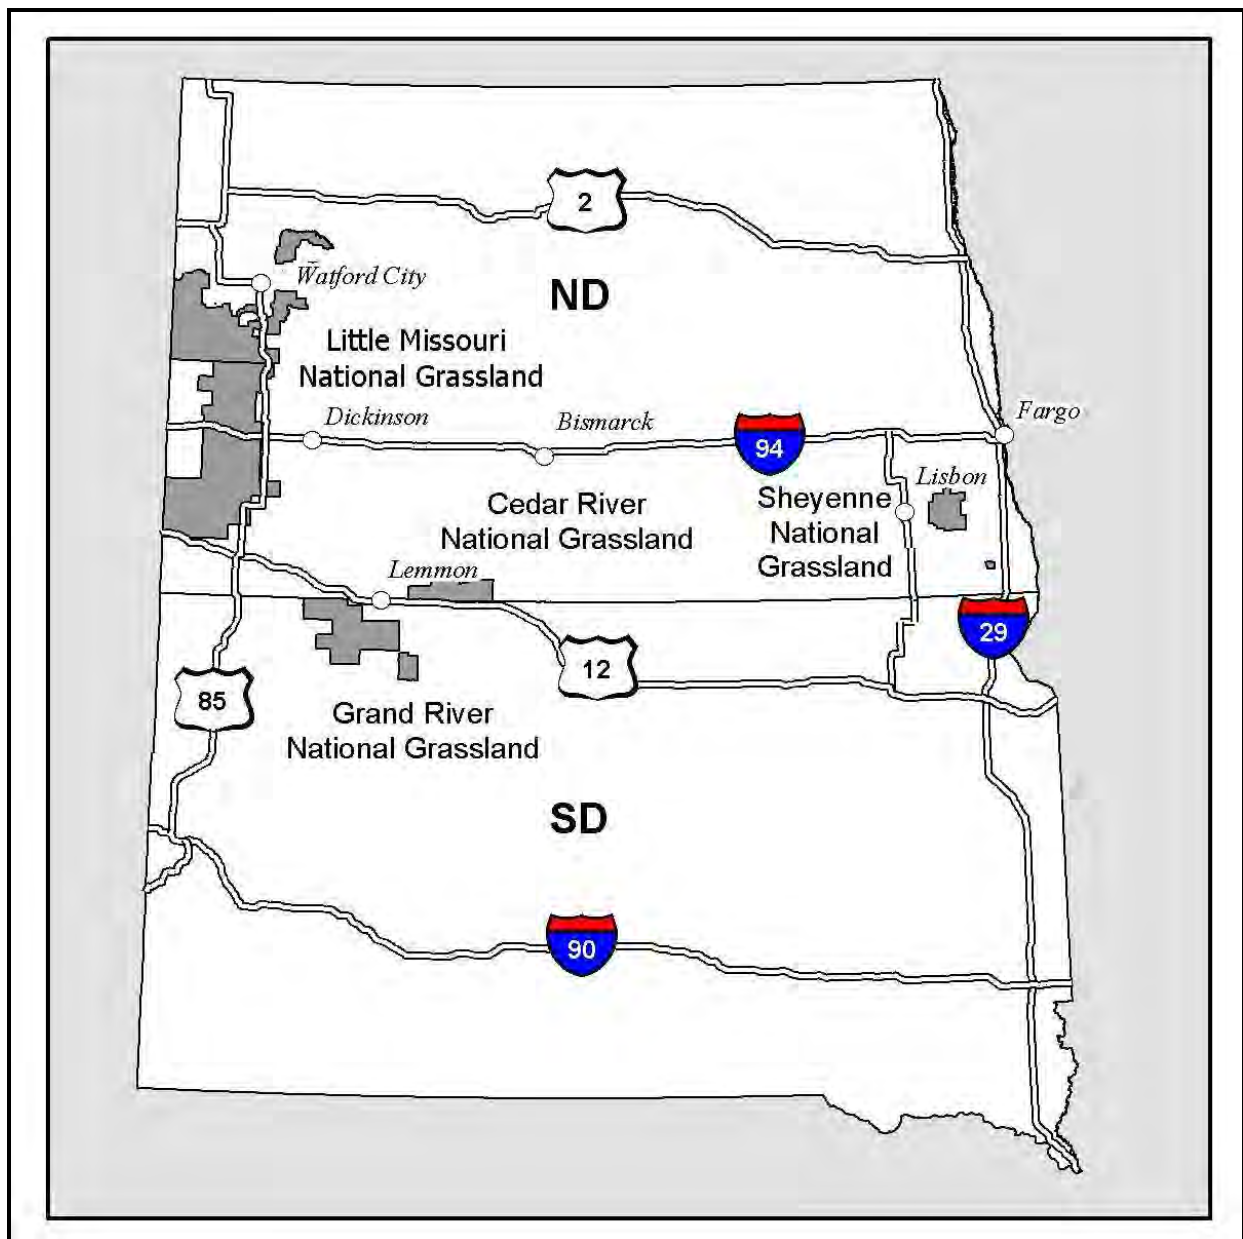 2
Watford City
ND
Little Missouri
National Grassland
Dickinson
Bismarck
Fargo
94
Lisbon
Cedar River
National Grassland
Sheyenne
National
Grassland
Lemmon
29
12
85
Grand River
National Grassland
SD
90